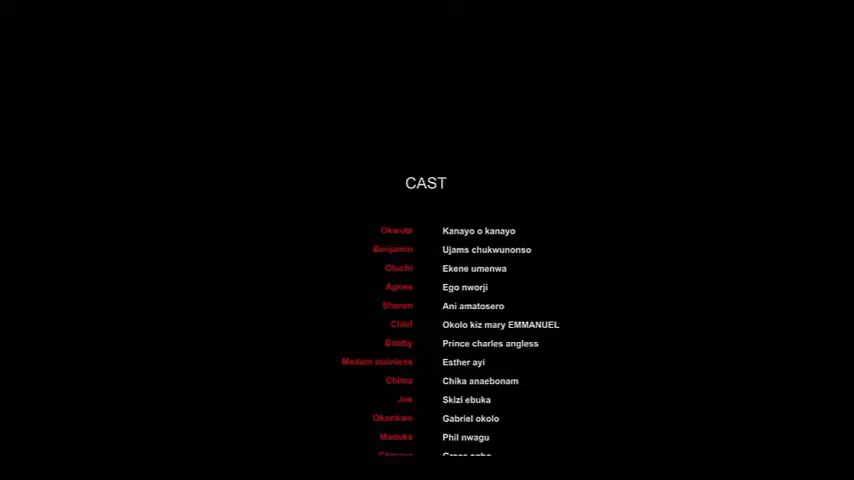 CAST
Okwute Kanayo o kanayo
Benjamin Ujams chukwunonso
Oluchi Ekene umenwa
Agnes Ego nworji
Sharon Ani amatosero
Chief Okolo kiz mary EMMANUEL
Bobby Prince charles angless
Madam stainless Esther ayi
Chima Chika anaebonam
Joe Skizi ebuka
Okonkwo Gabriel okolo
Maduka Phil nwagu